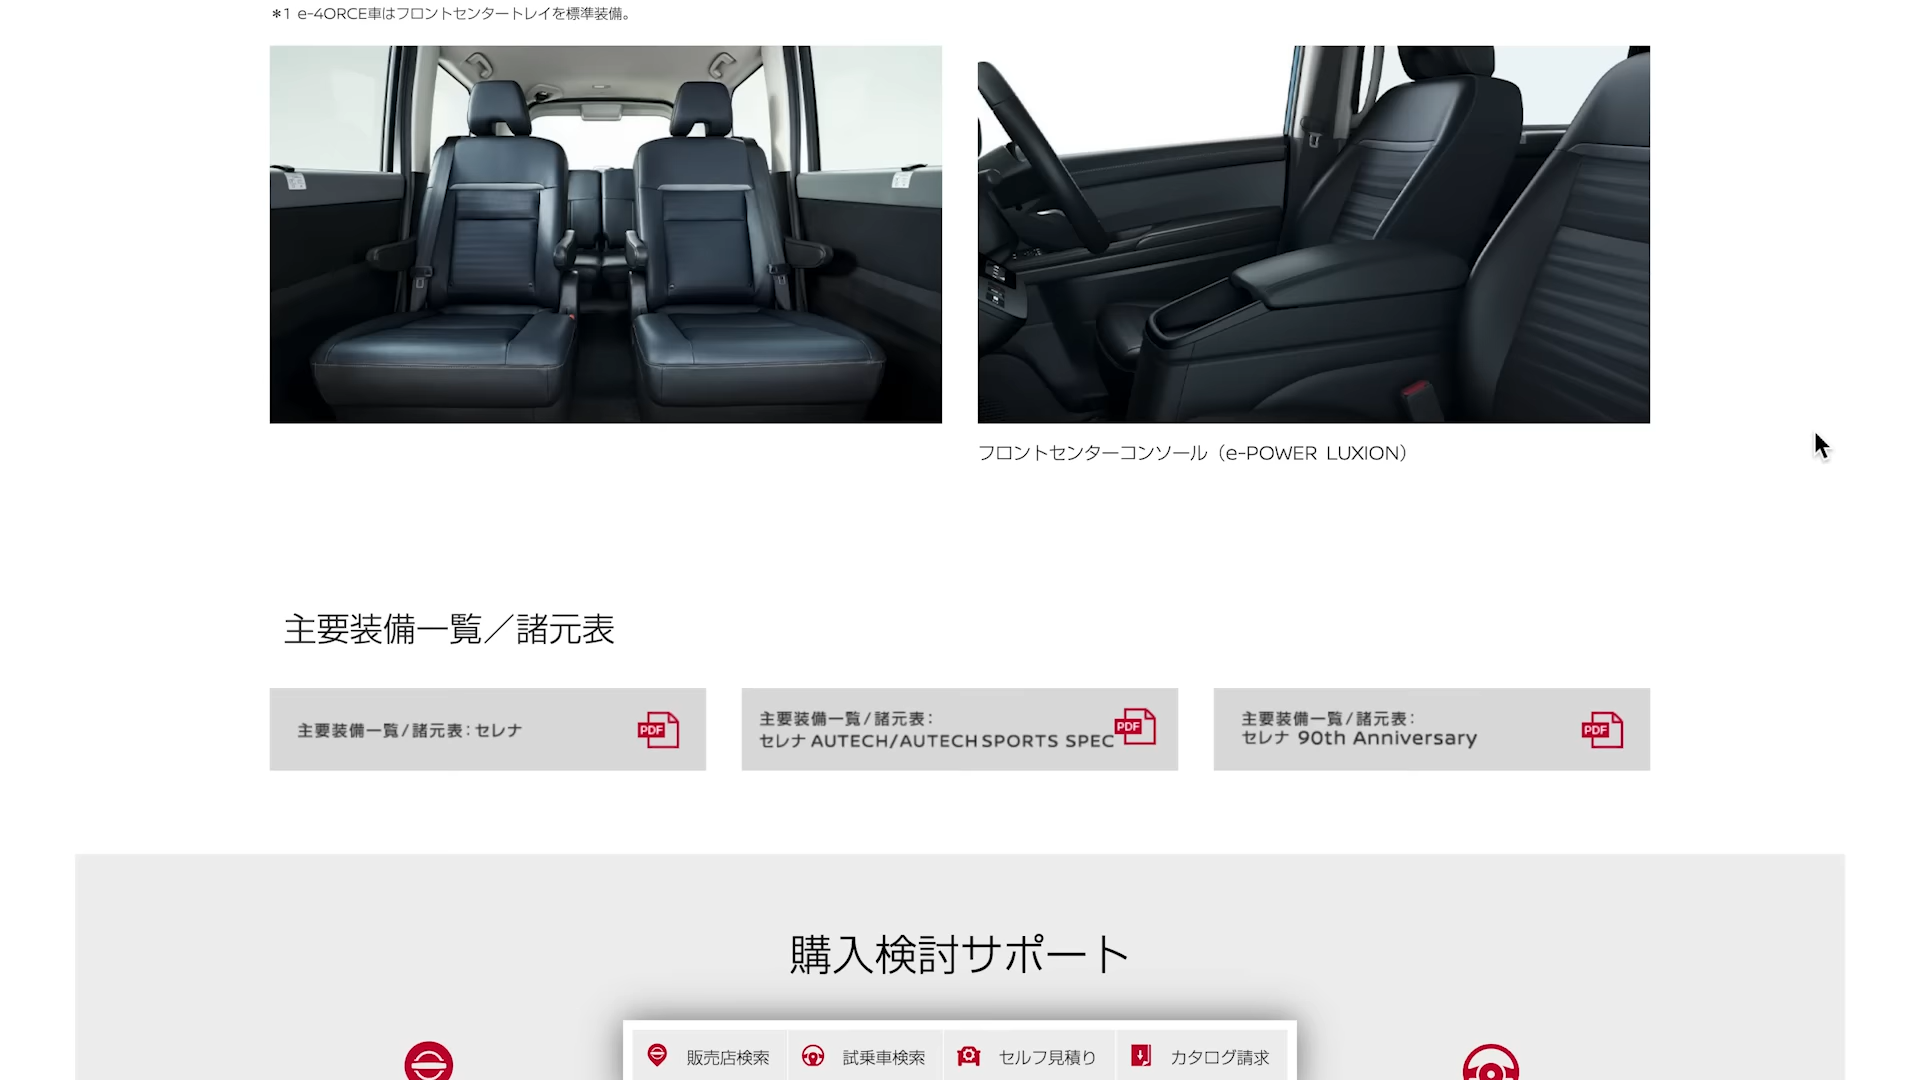 ＊1 e-4ORCE車はフロントセンタートレイを標準装備。
フロントセンターコンソール（e-POWER LUXION）
主要装備一覧／諸元表
主要装備一覧/諸元表：セレナ
PDF
主要装備一覧/諸元表：
セレナ AUTECH/AUTECH SPORTS SPEC
PDF
主要装備一覧/諸元表：
セレナ 90th Anniversary
PDF
購入検討サポート
販売店検索
試乗車検索
セルフ見積り
カタログ請求